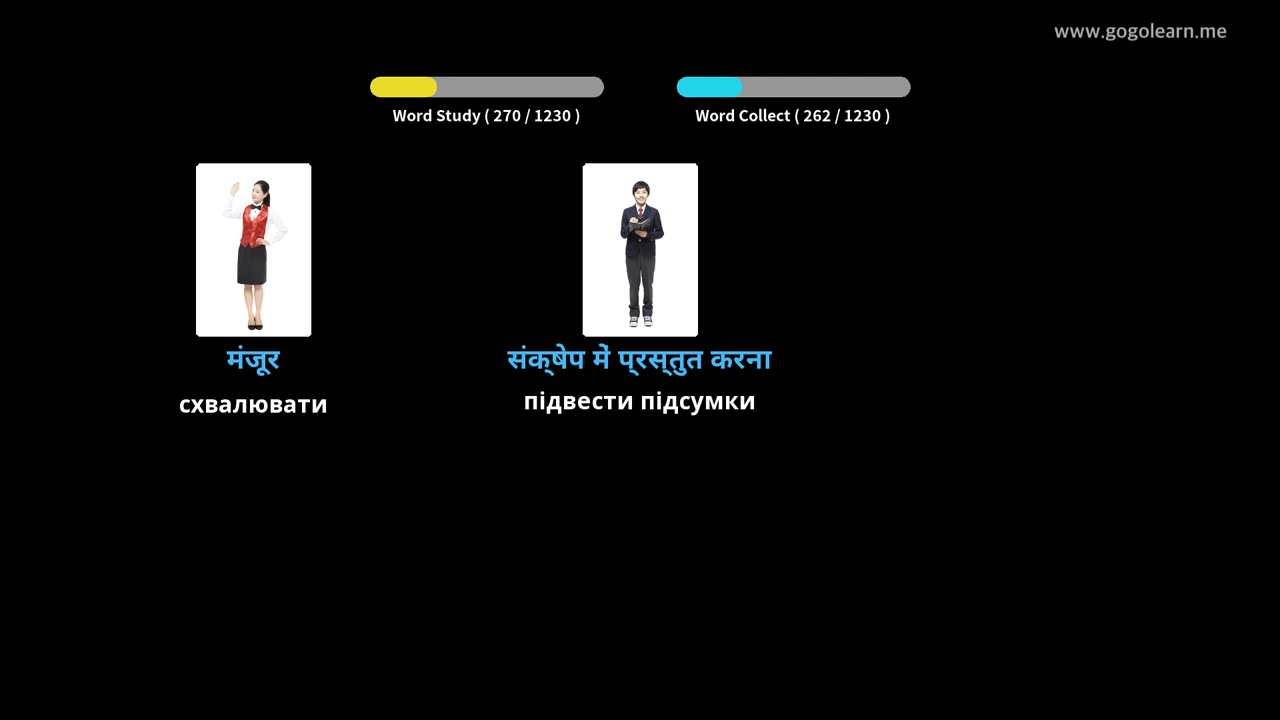 www.gogolearn.me
Word Study ( 270 / 1230 )
Word Collect ( 262 / 1230 )
मंजूर
схвалювати
संक्षेप में प्रस्तुत करना
підвести підсумки